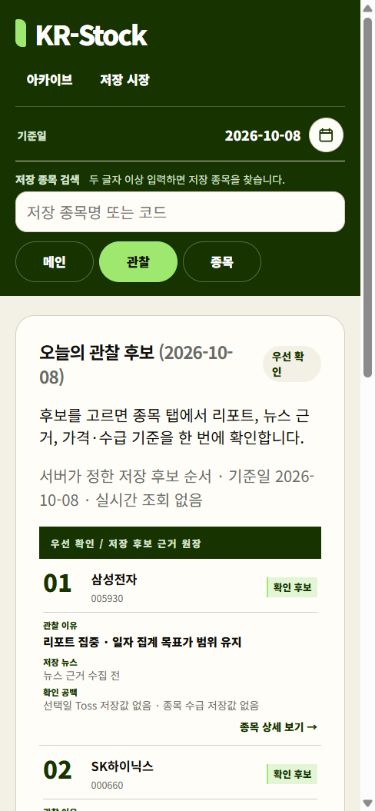 KR-Stock
아카이브 저장 시장
기준일 2026-10-08
저장 종목 검색 두 글자 이상 입력하면 저장 종목을 찾습니다.
저장 종목명 또는 코드
메인 관찰 종목
오늘의 관찰 후보 (2026-10-
08)
우선 확
인
후보를 고르면 종목 탭에서 리포트, 뉴스 근
거, 가격·수급 기준을 한 번에 확인합니다.
서버가 정한 저장 후보 순서 · 기준일 2026-
10-08 · 실시간 조회 없음
우선 확인 / 저장 후보 근거 원장
01 삼성전자 확인 후보
005930
관찰 이유
리포트 집중 · 일자 집계 목표가 범위 유지
저장 뉴스
뉴스 근거 수집 전
확인 공백
선택일 Toss 저장값 없음 · 종목 수급 저장값 없음
종목 상세 보기 →
02 SK하이닉스 확인 후보
000660